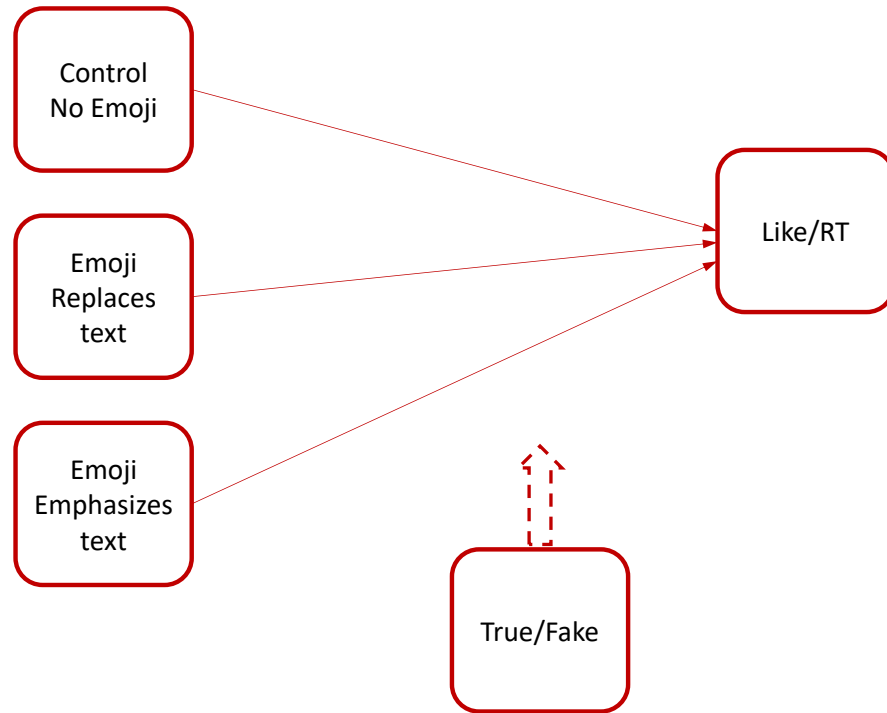 Control
No Emoji
Emoji
Replaces
text
Emoji
Emphasizes
text
Like/RT
True/Fake